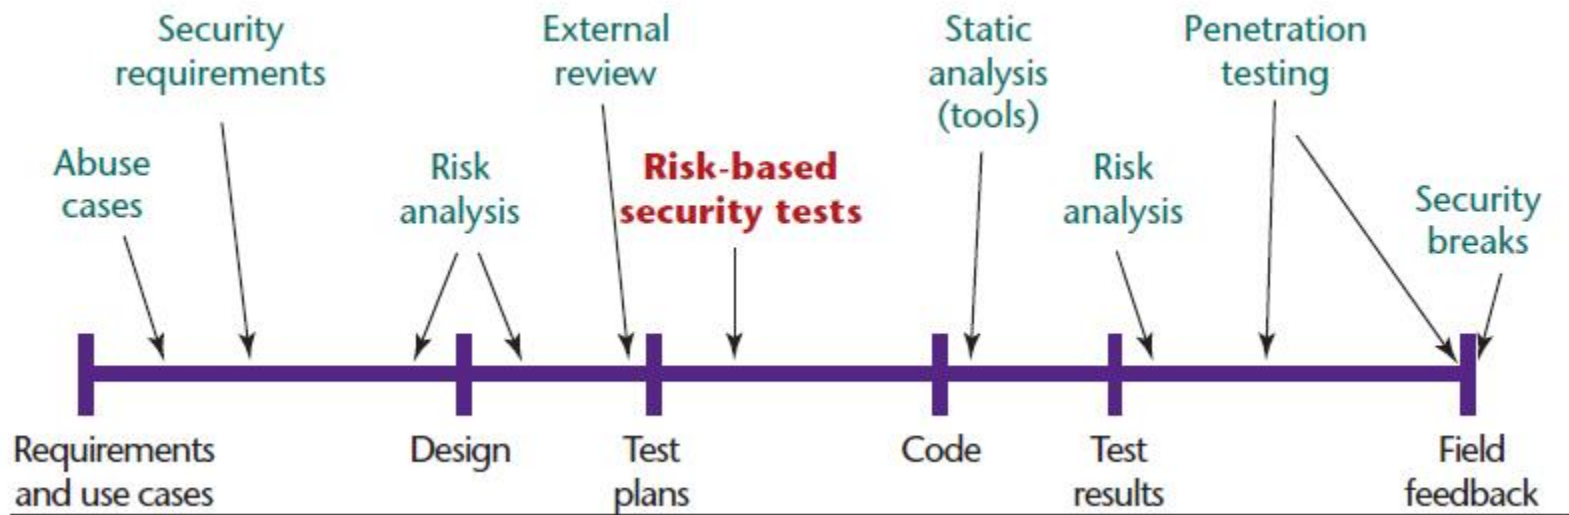 Security
requirements
External
review
Static
analysis
(tools)
Penetration
testing
Abuse
cases
Risk
analysis
Risk-based
security tests
Risk
analysis
Security
breaks
Requirements
and use cases
Design
Test
plans
Code
Test
results
Field
feedback